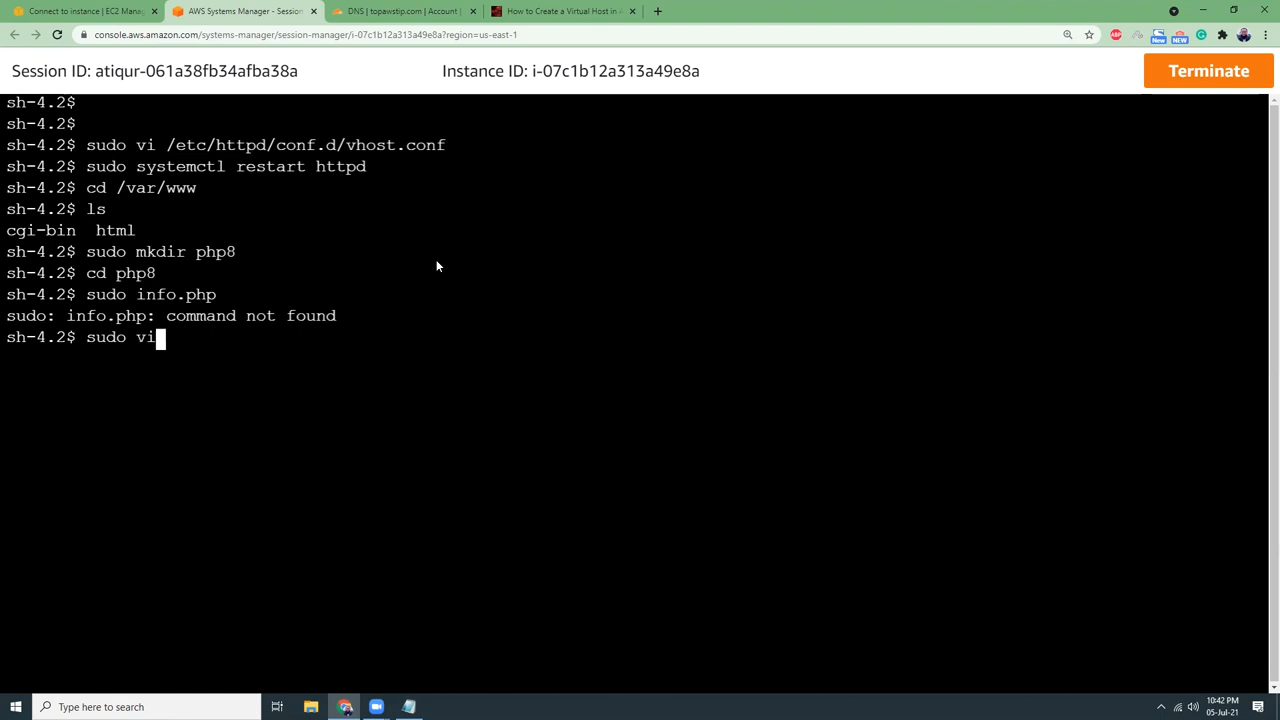 Connect to instance | EC2 Manag
AWS Systems Manager - Session
DNS | topawstip.com | Account |
How to Create a Virtual Host in A
console.aws.amazon.com/systems-manager/session-manager/i-07c1b12a313a49e8a?region=us-east-1
ABP
New
NEW
Session ID: atiqur-061a38fb34afba38a
Instance ID: i-07c1b12a313a49e8a
Terminate
sh-4.2$
sh-4.2$
sh-4.2$ sudo vi /etc/httpd/conf.d/vhost.conf
sh-4.2$ sudo systemctl restart httpd
sh-4.2$ cd /var/www
sh-4.2$ ls
cgi-bin  html
sh-4.2$ sudo mkdir php8
sh-4.2$ cd php8
sh-4.2$ sudo info.php
sudo: info.php: command not found
sh-4.2$ sudo vi
Type here to search
10:42 PM
05-Jul-21